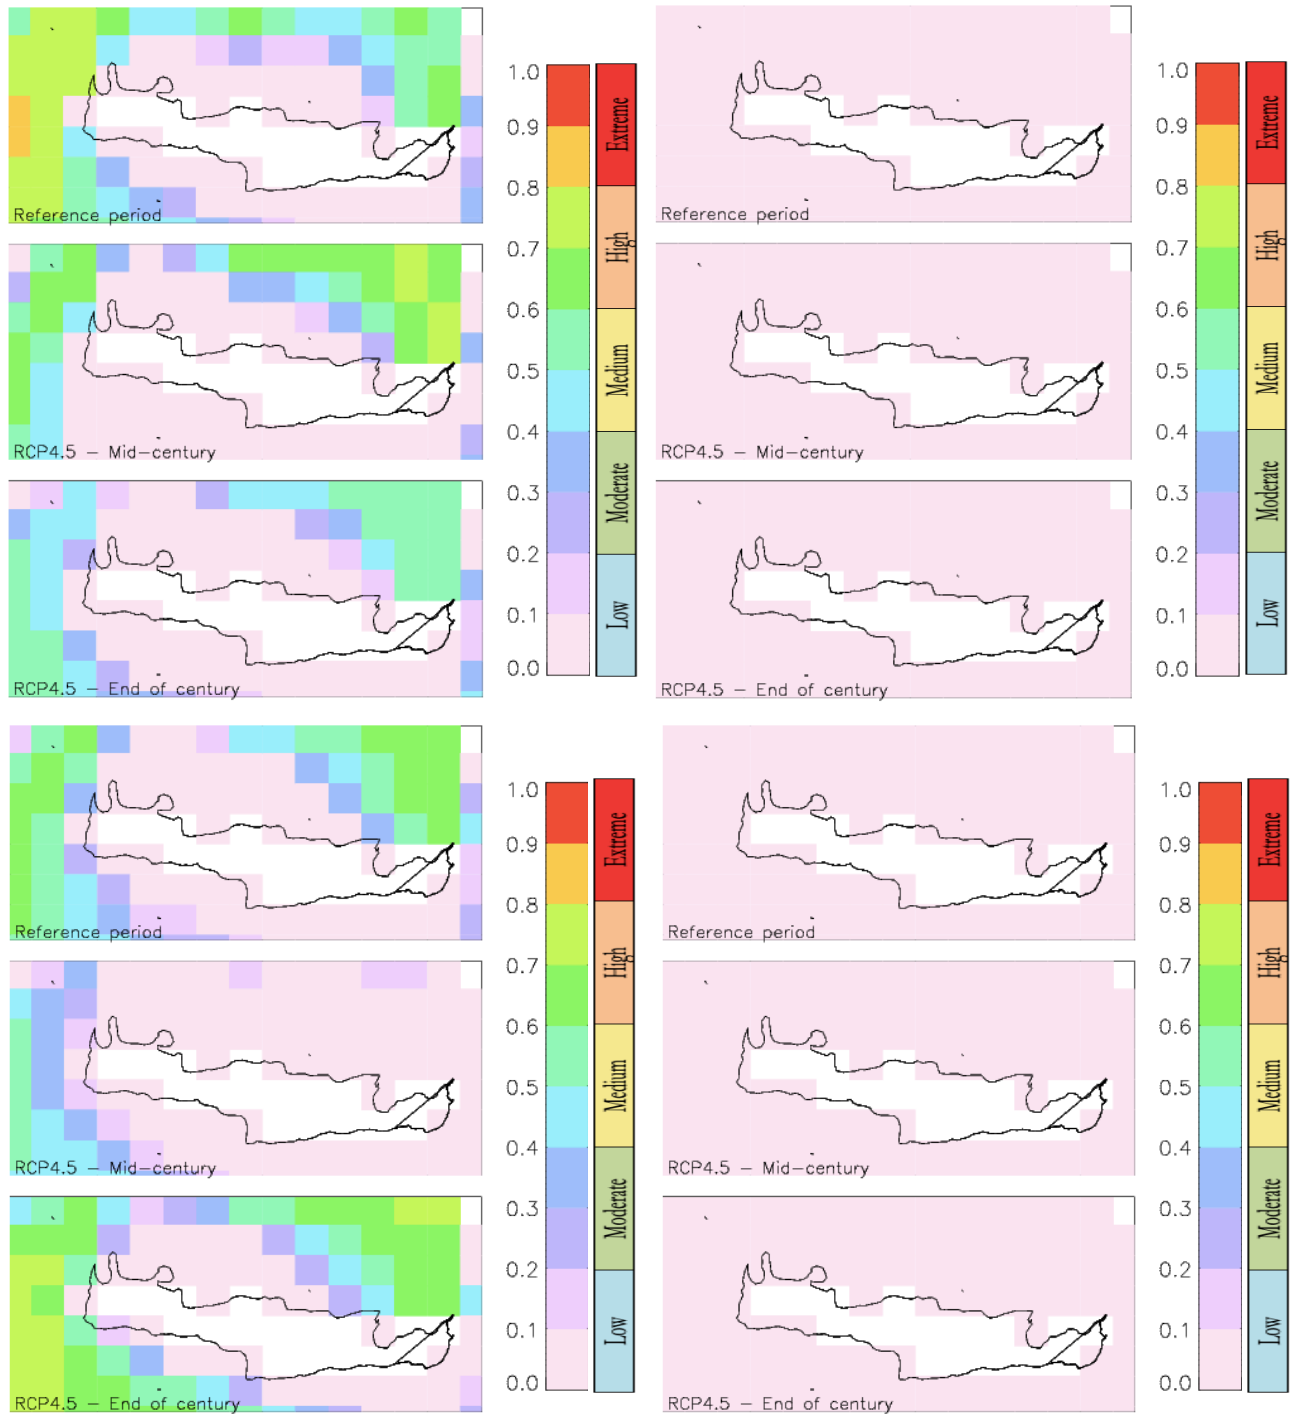 Reference period
RCP4.5 – Mid-century
RCP4.5 – End of century
1.0
0.9
0.8
0.7
0.6
0.5
0.4
0.3
0.2
0.1
0.0
Extreme
High
Medium
Moderate
Low
Reference period
RCP4.5 – Mid-century
RCP4.5 – End of century
1.0
0.9
0.8
0.7
0.6
0.5
0.4
0.3
0.2
0.1
0.0
Extreme
High
Medium
Moderate
Low
Reference period
RCP4.5 – Mid-century
RCP4.5 – End of century
1.0
0.9
0.8
0.7
0.6
0.5
0.4
0.3
0.2
0.1
0.0
Extreme
High
Medium
Moderate
Low
Reference period
RCP4.5 – Mid-century
RCP4.5 – End of century
1.0
0.9
0.8
0.7
0.6
0.5
0.4
0.3
0.2
0.1
0.0
Extreme
High
Medium
Moderate
Low